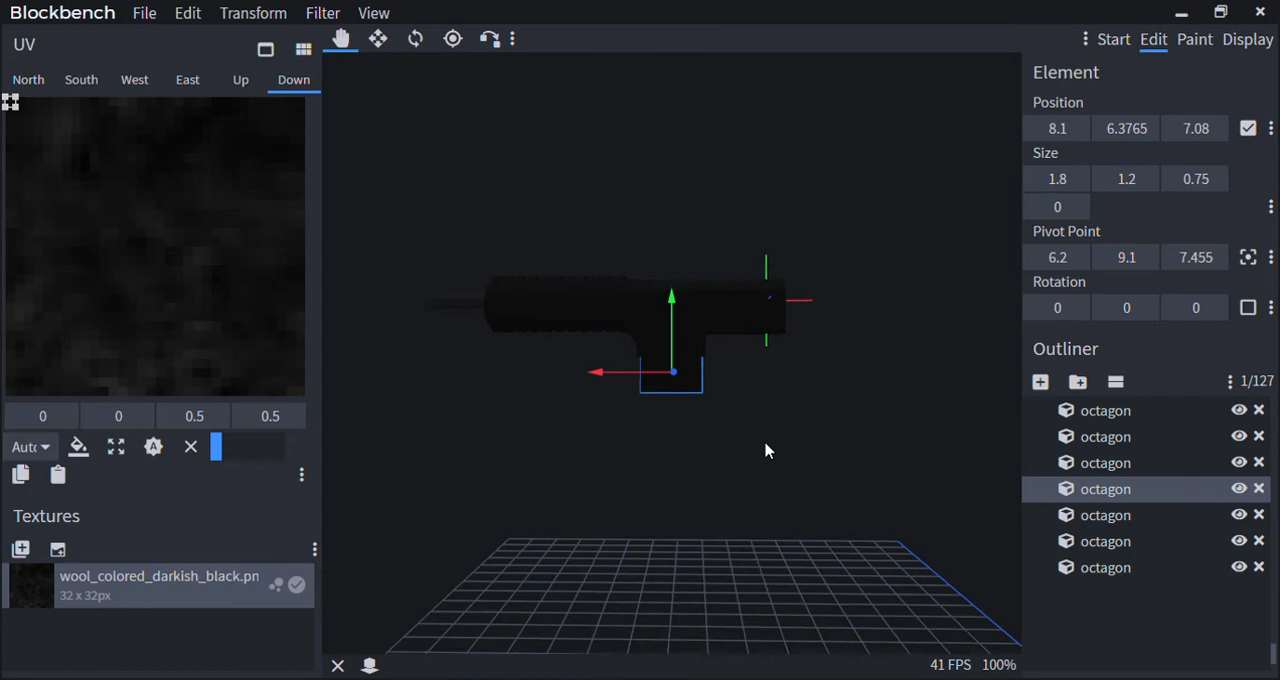 Blockbench File Edit Transform Filter View
UV
Start Edit Paint Display
North South West East Up Down
Element
Position
8.1 6.3765 7.08
Size
1.8 1.2 0.75
0
Pivot Point
6.2 9.1 7.455
Rotation
0 0 0
Outliner
1/127
octagon
octagon
octagon
octagon
octagon
octagon
octagon
0 0 0.5 0.5
Auto
Textures
wool_colored_darkish_black.pn
32 x 32px
41 FPS 100%